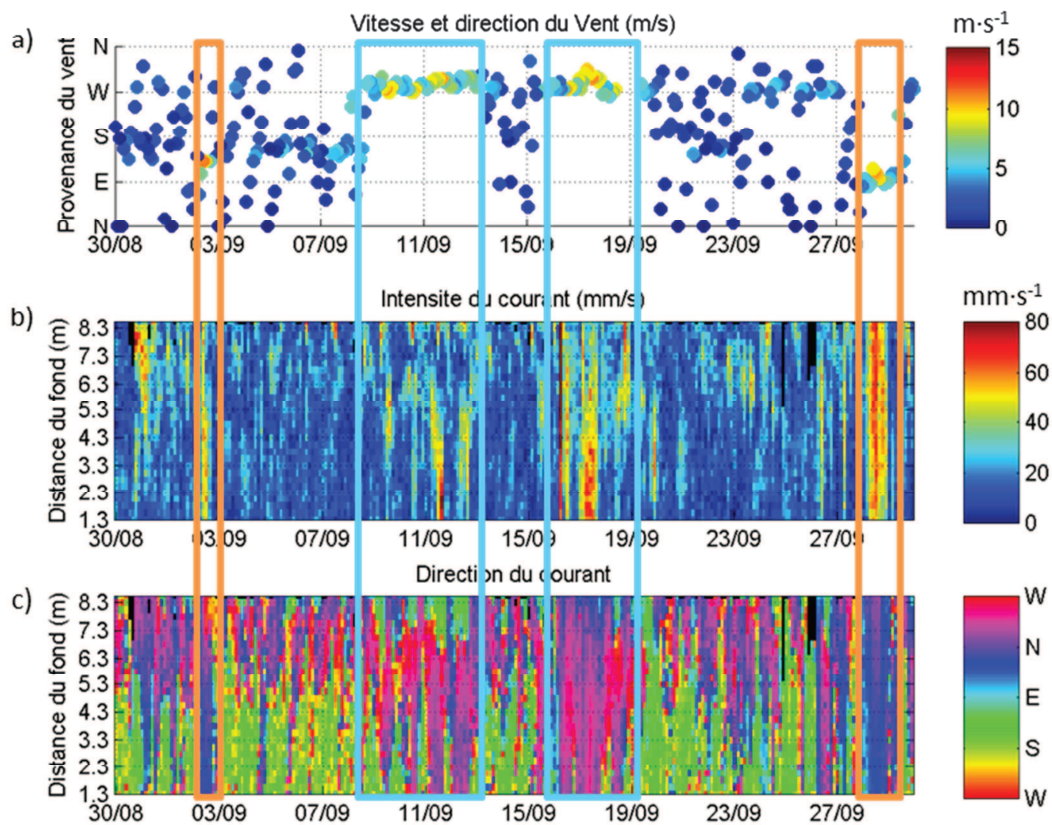 a)
Vitesse et direction du Vent (m/s)
m·s-1
Provenance du vent
N
W
S
E
N
30/08
03/09
07/09
11/09
15/09
19/09
23/09
27/09
15
10
5
0
b)
Intensite du courant (mm/s)
mm·s-1
Distance du fond (m)
8.3
7.3
6.3
5.3
4.3
3.3
2.3
1.3
30/08
03/09
07/09
11/09
15/09
19/09
23/09
27/09
80
60
40
20
0
c)
Direction du courant
Distance du fond (m)
8.3
7.3
6.3
5.3
4.3
3.3
2.3
1.3
30/08
03/09
07/09
11/09
15/09
19/09
23/09
27/09
W
N
E
S
W